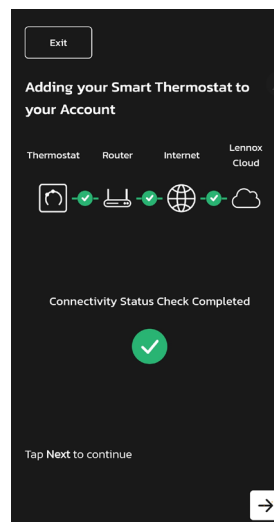 Exit
Adding your Smart Thermostat to
your Account
Thermostat
Router
Internet
Lennox
Cloud
Connectivity Status Check Completed
Tap Next to continue